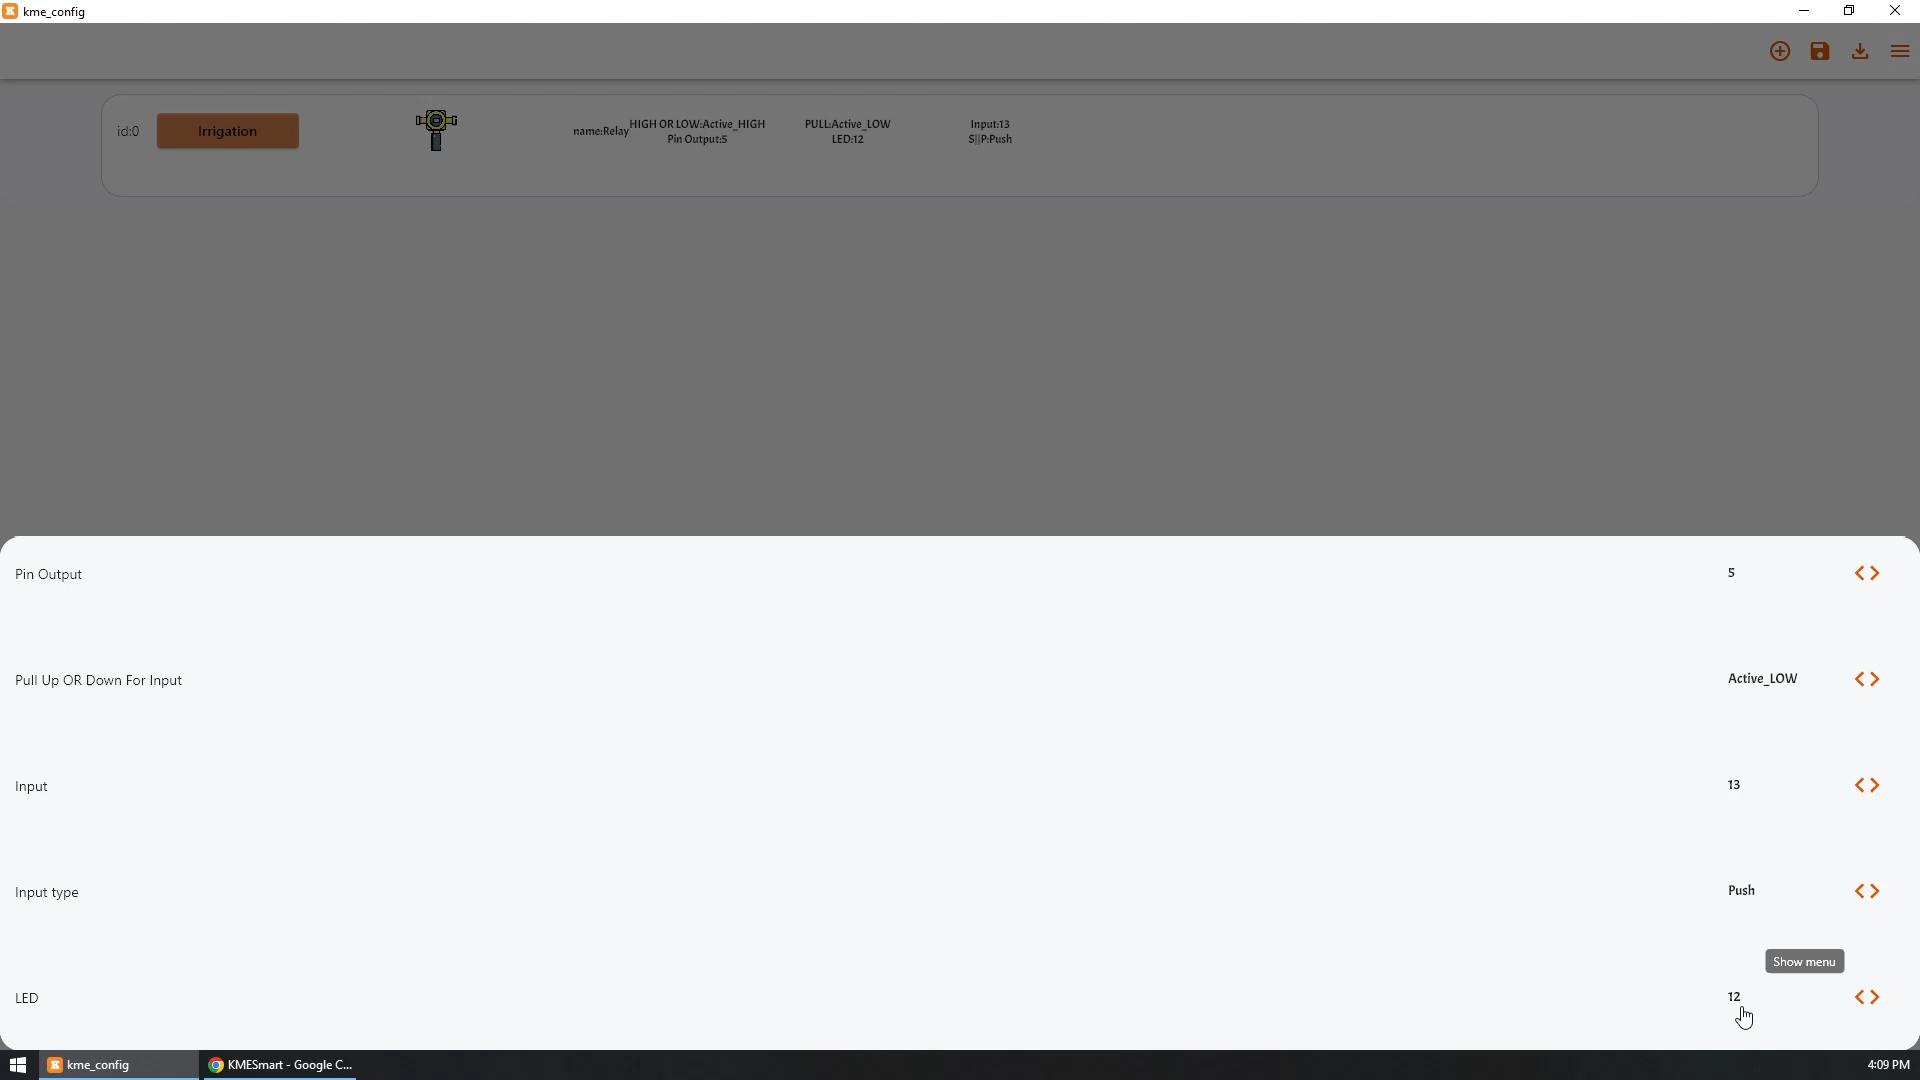 kme_config
id:0
Irrigation
name:Relay
HIGH OR LOW:Active_HIGH
Pin Output:5
PULL:Active_LOW
LED:12
Input:13
S||P:Push
Pin Output
5
Pull Up OR Down For Input
Active_LOW
Input
13
Input type
Push
Show menu
LED
12
kme_config
KMESmart - Google C...
4:09 PM